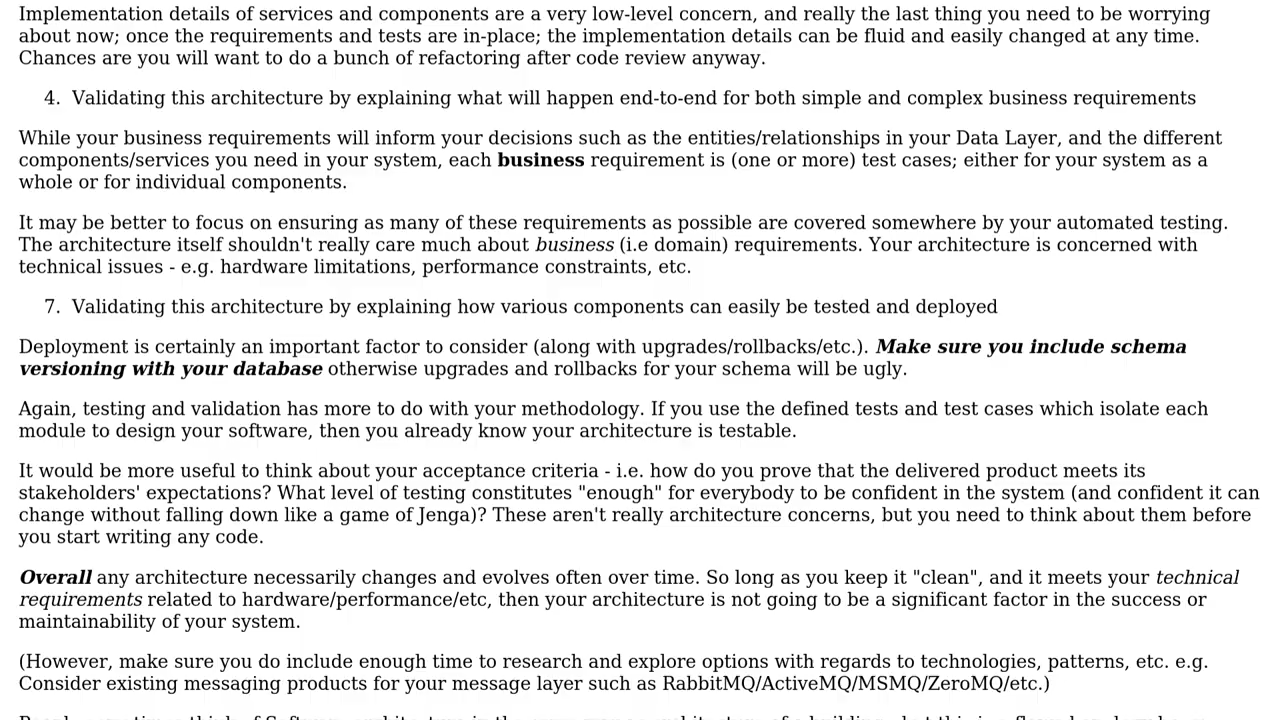 Implementation details of services and components are a very low-level concern, and really the last thing you need to be worrying
about now; once the requirements and tests are in-place; the implementation details can be fluid and easily changed at any time.
Chances are you will want to do a bunch of refactoring after code review anyway.
4. Validating this architecture by explaining what will happen end-to-end for both simple and complex business requirements
While your business requirements will inform your decisions such as the entities/relationships in your Data Layer, and the different
components/services you need in your system, each business requirement is (one or more) test cases; either for your system as a
whole or for individual components.
It may be better to focus on ensuring as many of these requirements as possible are covered somewhere by your automated testing.
The architecture itself shouldn't really care much about business (i.e domain) requirements. Your architecture is concerned with
technical issues - e.g. hardware limitations, performance constraints, etc.
7. Validating this architecture by explaining how various components can easily be tested and deployed
Deployment is certainly an important factor to consider (along with upgrades/rollbacks/etc.). Make sure you include schema
versioning with your database otherwise upgrades and rollbacks for your schema will be ugly.
Again, testing and validation has more to do with your methodology. If you use the defined tests and test cases which isolate each
module to design your software, then you already know your architecture is testable.
It would be more useful to think about your acceptance criteria - i.e. how do you prove that the delivered product meets its
stakeholders' expectations? What level of testing constitutes "enough" for everybody to be confident in the system (and confident it can
change without falling down like a game of Jenga)? These aren't really architecture concerns, but you need to think about them before
you start writing any code.
Overall any architecture necessarily changes and evolves often over time. So long as you keep it "clean", and it meets your technical
requirements related to hardware/performance/etc, then your architecture is not going to be a significant factor in the success or
maintainability of your system.
(However, make sure you do include enough time to research and explore options with regards to technologies, patterns, etc. e.g.
Consider existing messaging products for your message layer such as RabbitMQ/ActiveMQ/MSMQ/ZeroMQ/etc.)